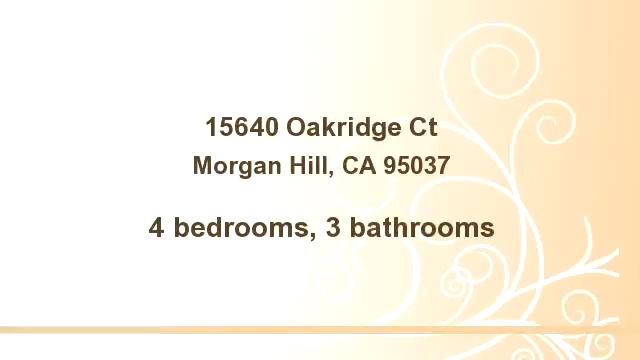 15640 Oakridge Ct
Morgan Hill, CA 95037
4 bedrooms, 3 bathrooms